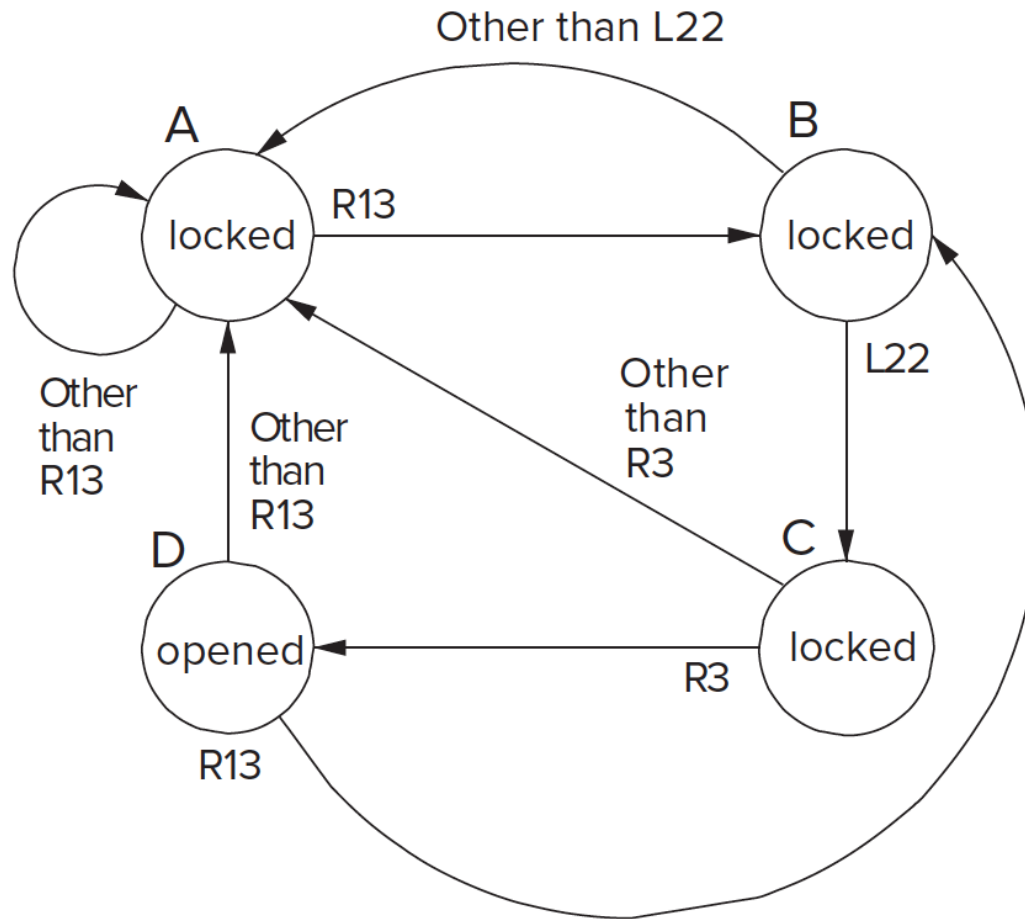 Other than L22
A
B
locked
R13
locked
L22
Other
than
R13
Other
than
R13
Other
than
R3
D
C
opened
R3
locked
R13